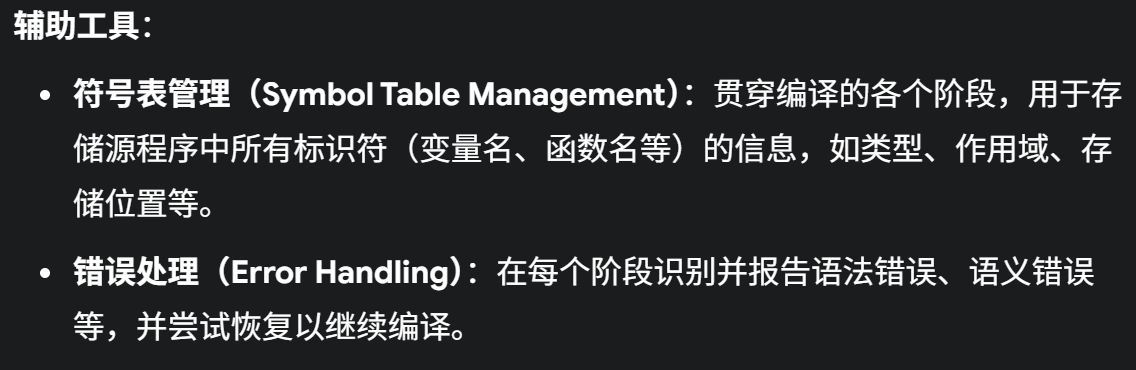 辅助工具：
• 符号表管理（Symbol Table Management）：贯穿编译的各个阶段，用于存
储源程序中所有标识符（变量名、函数名等）的信息，如类型、作用域、存
储位置等。
• 错误处理（Error Handling）：在每个阶段识别并报告语法错误、语义错误
等，并尝试恢复以继续编译。